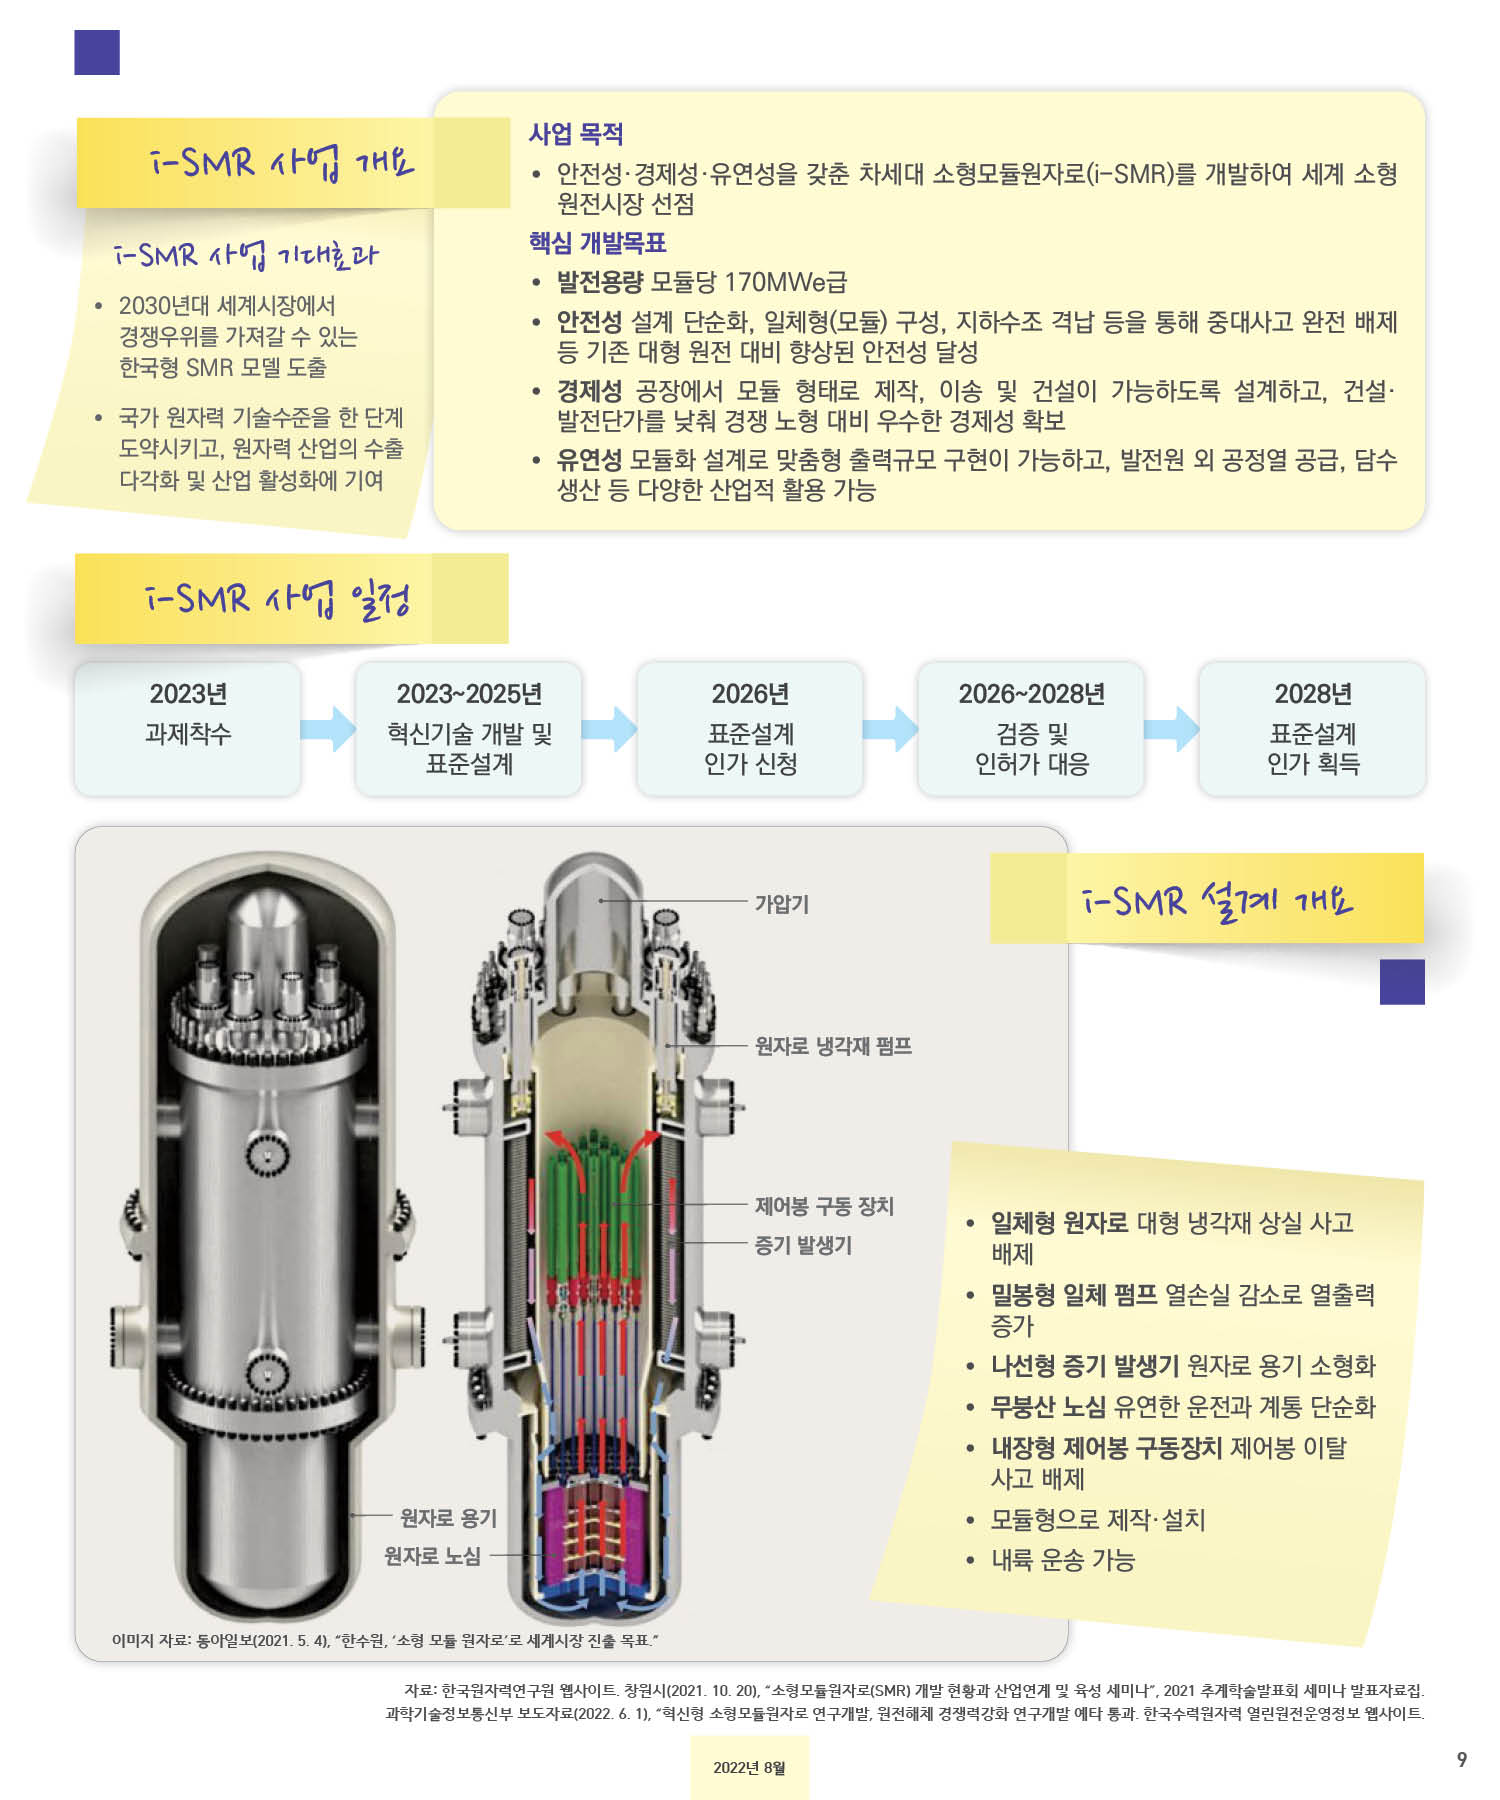 i-SMR 사업 개요
i-SMR 사업 기대효과
• 2030년대 세계시장에서
경쟁우위를 가져갈 수 있는
한국형 SMR 모델 도출
• 국가 원자력 기술수준을 한 단계
도약시키고, 원자력 산업의 수출
다각화 및 산업 활성화에 기여
사업 목적
• 안전성·경제성·유연성을 갖춘 차세대 소형모듈원자로(i-SMR)를 개발하여 세계 소형
원전시장 선점
핵심 개발목표
• 발전용량 모듈당 170MWe급
• 안전성 설계 단순화, 일체형(모듈) 구성, 지하수조 격납 등을 통해 중대사고 완전 배제
등 기존 대형 원전 대비 향상된 안전성 달성
• 경제성 공장에서 모듈 형태로 제작, 이송 및 건설이 가능하도록 설계하고, 건설·
발전단가를 낮춰 경쟁 노형 대비 우수한 경제성 확보
• 유연성 모듈화 설계로 맞춤형 출력규모 구현이 가능하고, 발전원 외 공정열 공급, 담수
생산 등 다양한 산업적 활용 가능
i-SMR 사업 일정
2023년
과제착수
2023~2025년
혁신기술 개발 및
표준설계
2026년
표준설계
인가 신청
2026~2028년
검증 및
인허가 대응
2028년
표준설계
인가 획득
i-SMR 설계 개요
가압기
원자로 냉각재 펌프
제어봉 구동 장치
증기 발생기
원자로 용기
원자로 노심
이미지 자료: 동아일보(2021. 5. 4), “한수원, ‘소형 모듈 원자로’로 세계시장 진출 목표.”
• 일체형 원자로 대형 냉각재 상실 사고
배제
• 밀봉형 일체 펌프 열손실 감소로 열출력
증가
• 나선형 증기 발생기 원자로 용기 소형화
• 무붕산 노심 유연한 운전과 계통 단순화
• 내장형 제어봉 구동장치 제어봉 이탈
사고 배제
• 모듈형으로 제작·설치
• 내륙 운송 가능
자료: 한국원자력연구원 웹사이트. 창원시(2021. 10. 20), “소형모듈원자로(SMR) 개발 현황과 산업연계 및 육성 세미나”, 2021 추계학술발표회 세미나 발표자료집.
과학기술정보통신부 보도자료(2022. 6. 1), “혁신형 소형모듈원자로 연구개발, 원전해체 경쟁력강화 연구개발 예타 통과. 한국수력원자력 열린원전운영정보 웹사이트.
2022년 8월
9